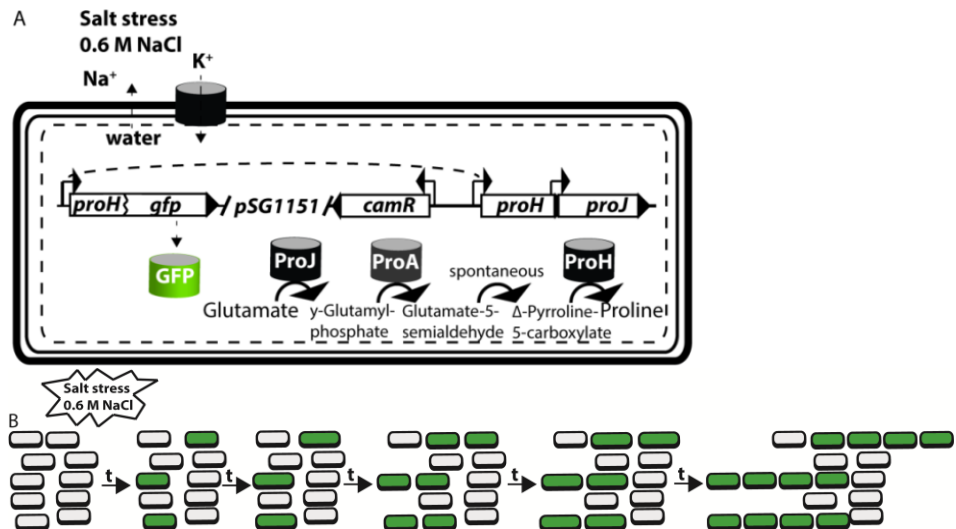 A
Salt stress
0.6 M NaCl
K+
Na+
water
proH gfp pSG1151 camR proH proJ
GFP
ProJ
ProA
spontaneous
ProH
Glutamate
y-Glutamyl-
phosphate
Glutamate-5-
semialdehyde
Δ-Pyrroline-
5-carboxylate
Proline
Salt stress
0.6 M NaCl
B
t
t
t
t
t